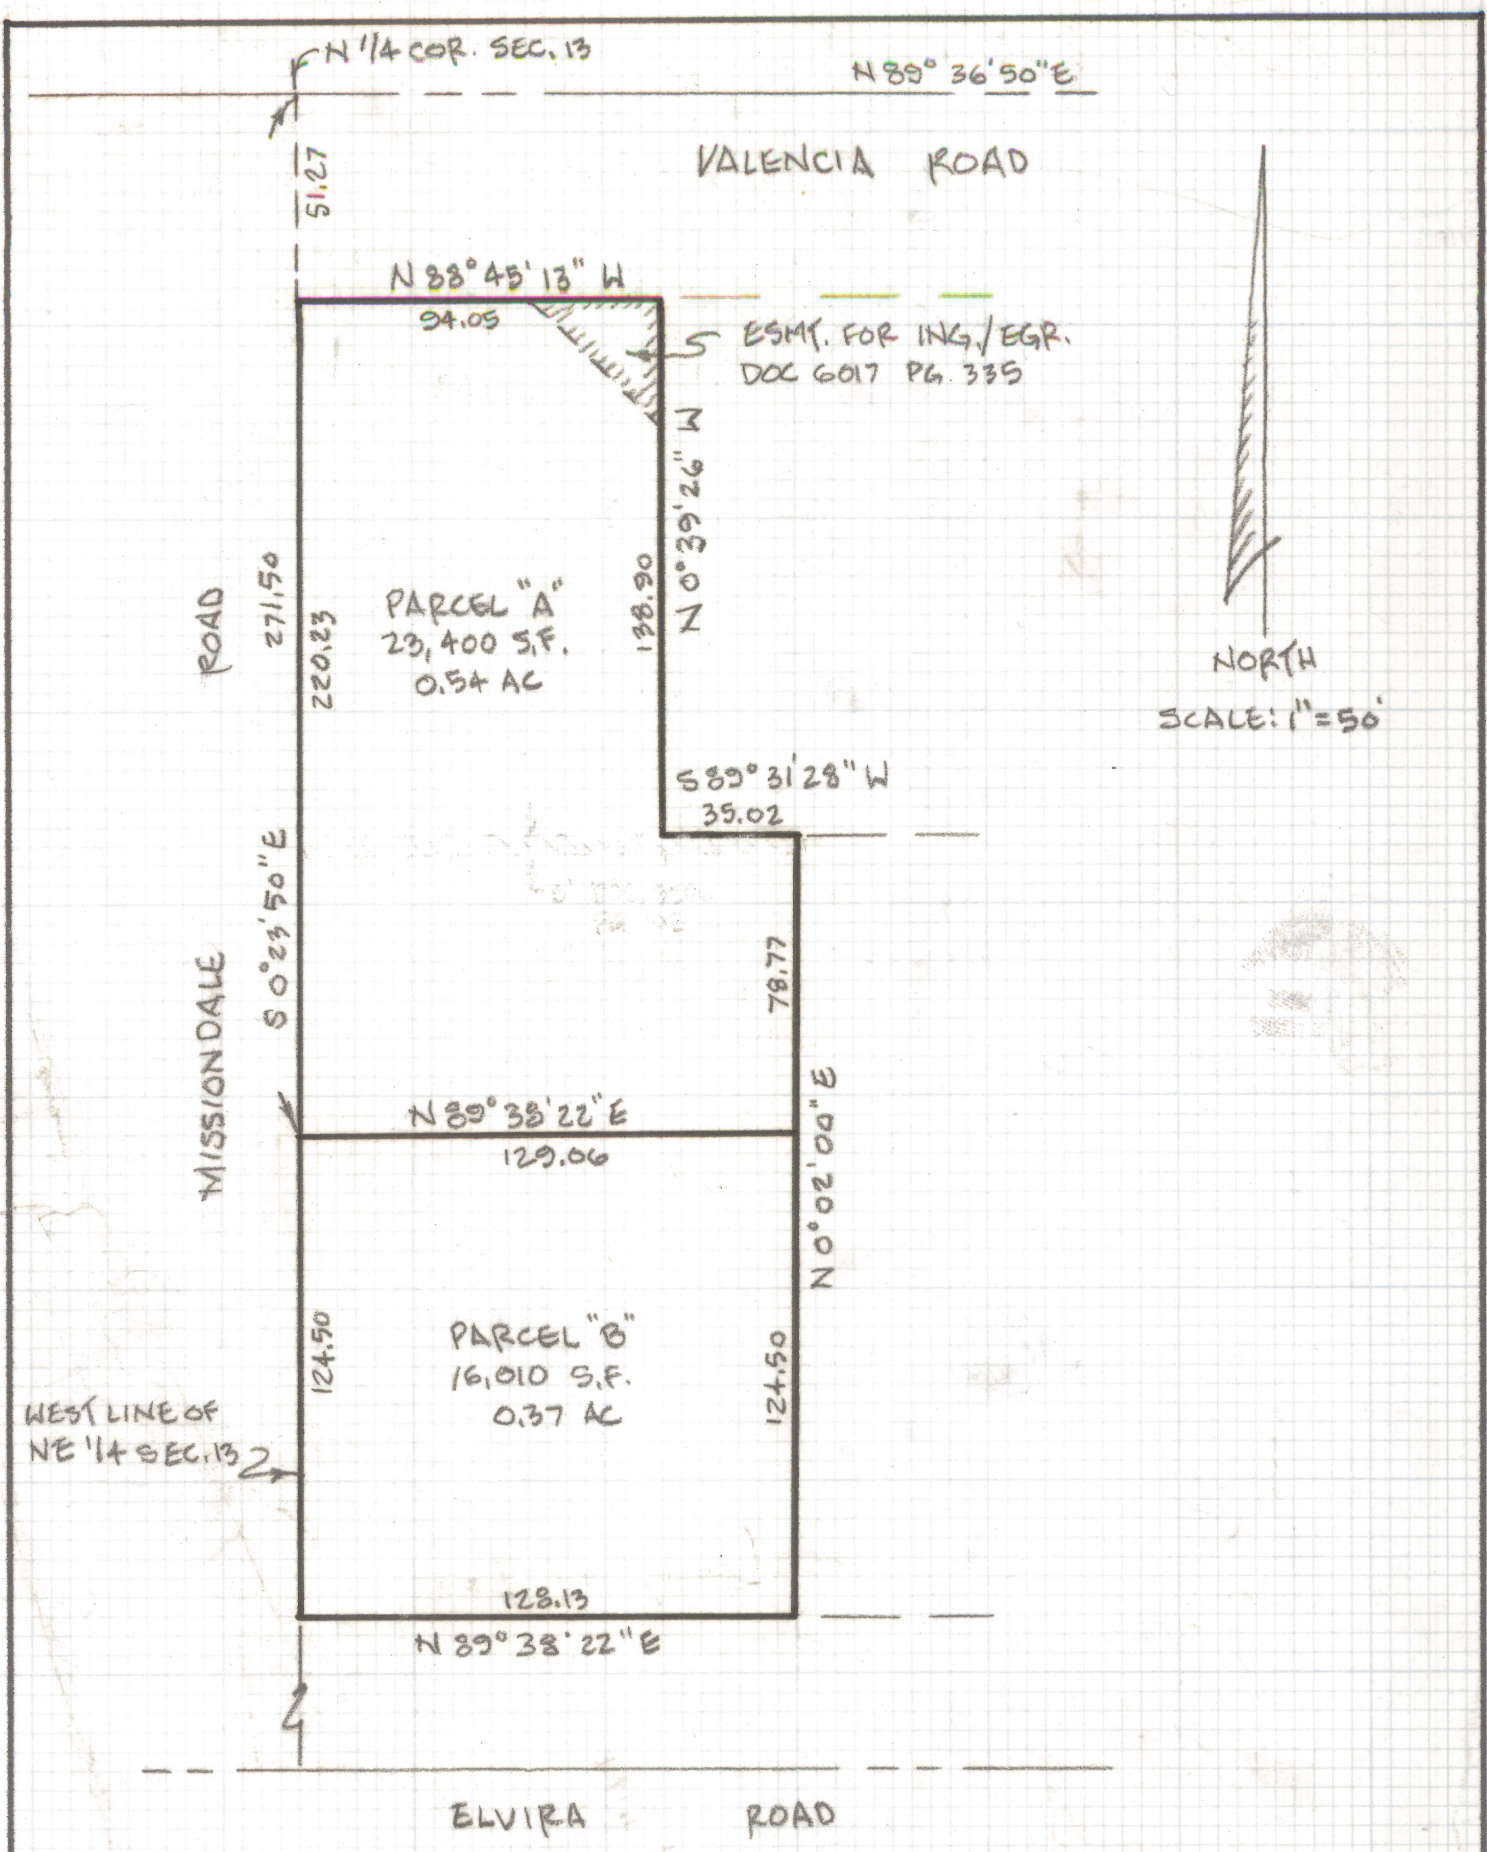 N 1/4 COR. SEC. 13
N 89° 36' 50" E
51.27
VALENCIA ROAD
N 88° 45' 13" W
94.05
ESMT. FOR ING./EGR.
DOC 6017 PG. 335
N 0° 39' 26" W
138.90
271.50
220.23
PARCEL "A"
23,400 S.F.
0.54 AC
NORTH
SCALE: 1" = 50'
S 89° 31' 28" W
35.02
S 0° 23' 50" E
MISSIONDALE ROAD
78.77
N 89° 38' 22" E
129.06
N 0° 02' 00" E
124.50
PARCEL "B"
16,010 S.F.
0.37 AC
124.50
WEST LINE OF
NE 1/4 SEC. 13
128.13
N 89° 38' 22" E
ELVIRA ROAD